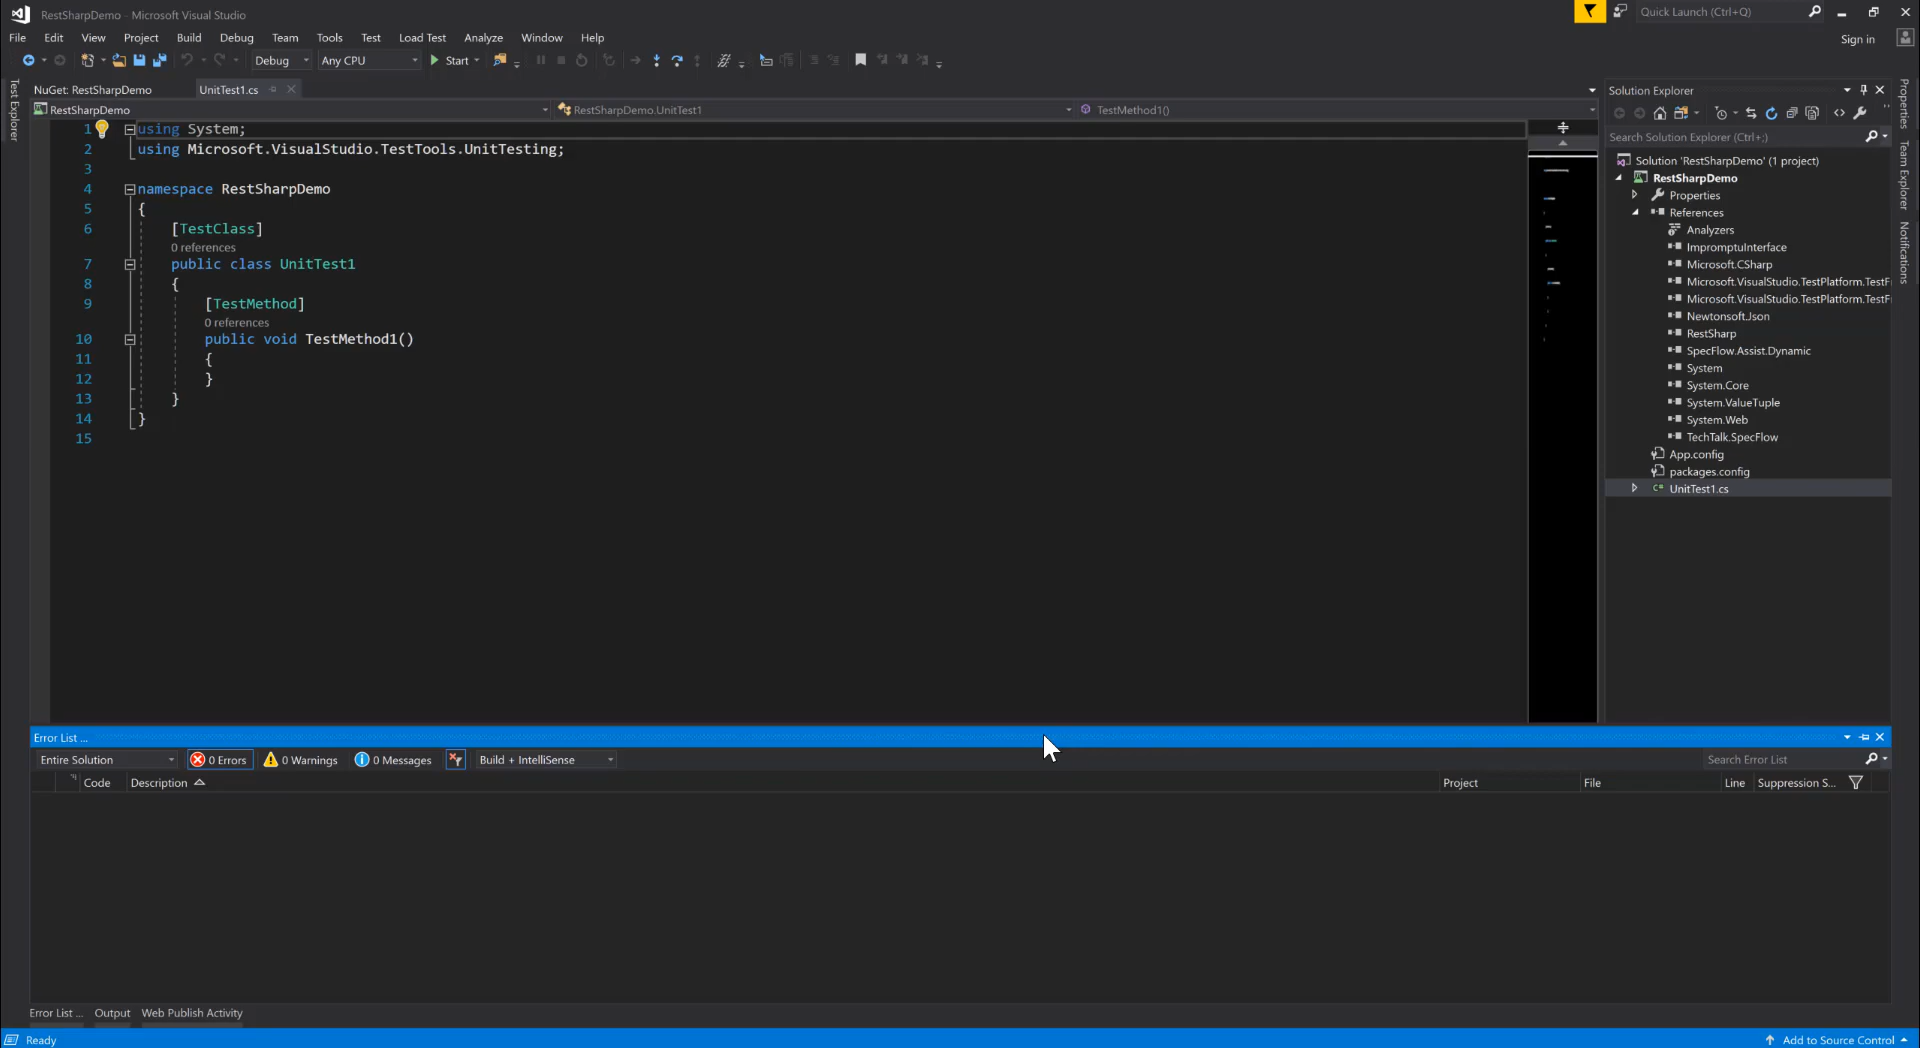 RestSharpDemo - Microsoft Visual Studio
Quick Launch (Ctrl+Q)
File Edit View Project Build Debug Team Tools Test Load Test Analyze Window Help
Sign in
Debug Any CPU Start
Test Explorer
NuGet: RestSharpDemo UnitTest1.cs
RestSharpDemo RestSharpDemo.UnitTest1 TestMethod1()
1 using System;
2 using Microsoft.VisualStudio.TestTools.UnitTesting;
3
4 namespace RestSharpDemo
5 {
6 [TestClass]
0 references
7 public class UnitTest1
8 {
9 [TestMethod]
0 references
10 public void TestMethod1()
11 {
12 }
13 }
14 }
15
Solution Explorer
Search Solution Explorer (Ctrl+;)
Solution 'RestSharpDemo' (1 project)
RestSharpDemo
Properties
References
Analyzers
ImpromptuInterface
Microsoft.CSharp
Microsoft.VisualStudio.TestPlatform.TestF
Microsoft.VisualStudio.TestPlatform.TestF
Newtonsoft.Json
RestSharp
SpecFlow.Assist.Dynamic
System
System.Core
System.ValueTuple
System.Web
TechTalk.SpecFlow
App.config
packages.config
C# UnitTest1.cs
Properties
Team Explorer
Notifications
Error List ...
Entire Solution 0 Errors 0 Warnings 0 Messages Build + IntelliSense Search Error List
Code Description Project File Line Suppression S...
Error List ... Output Web Publish Activity
Ready Add to Source Control